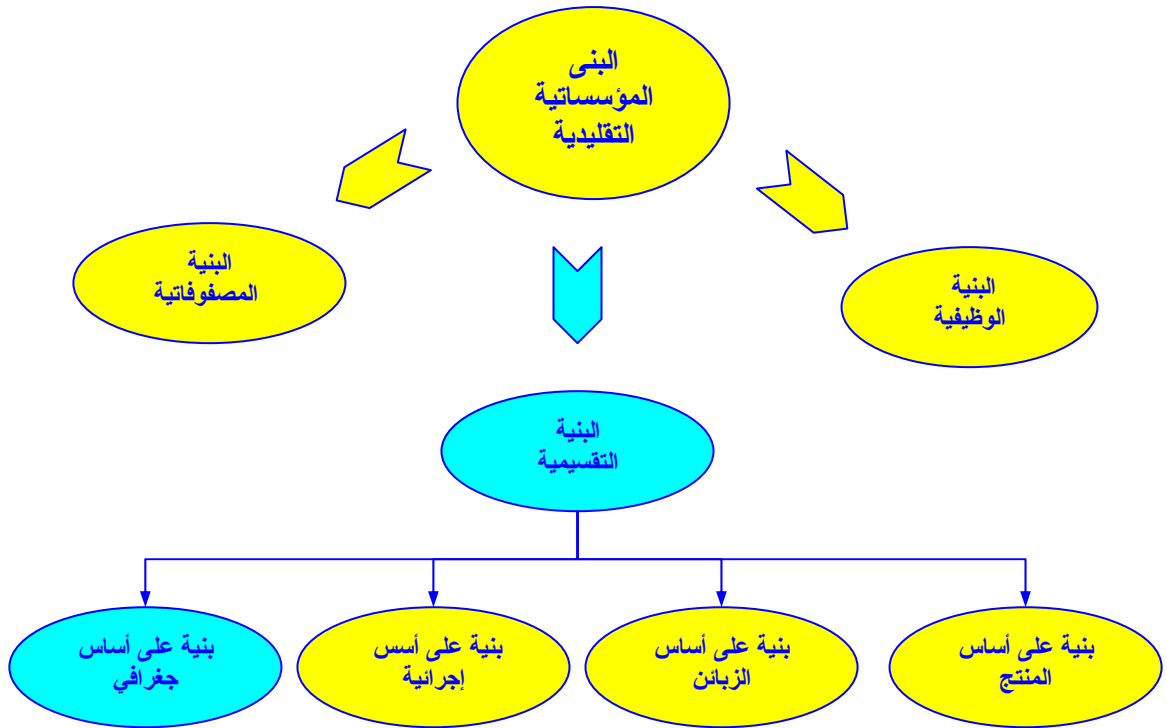 البنى
المؤسساتية
التقليدية
البنية
الوظيفية
البنية
المصفوفاتية
البنية
التقسيمية
بنية على أساس
المنتج
بنية على أساس
الزبائن
بنية على أسس
إجرائية
بنية على أساس
جغرافي